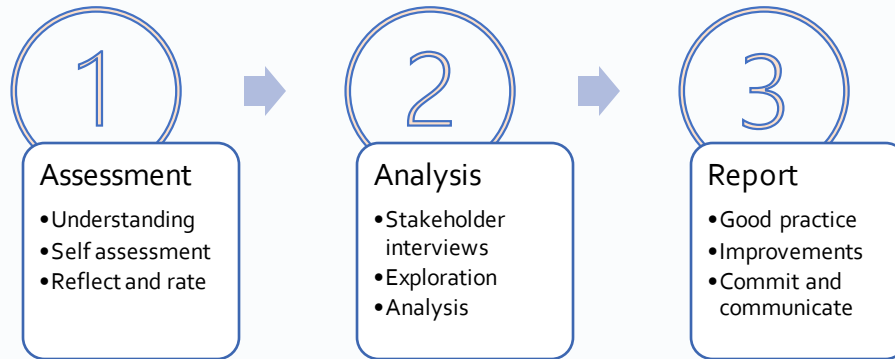 1
Assessment
•Understanding
•Self assessment
•Reflect and rate
2
Analysis
•Stakeholder
interviews
•Exploration
•Analysis
3
Report
•Good practice
•Improvements
•Commit and
communicate